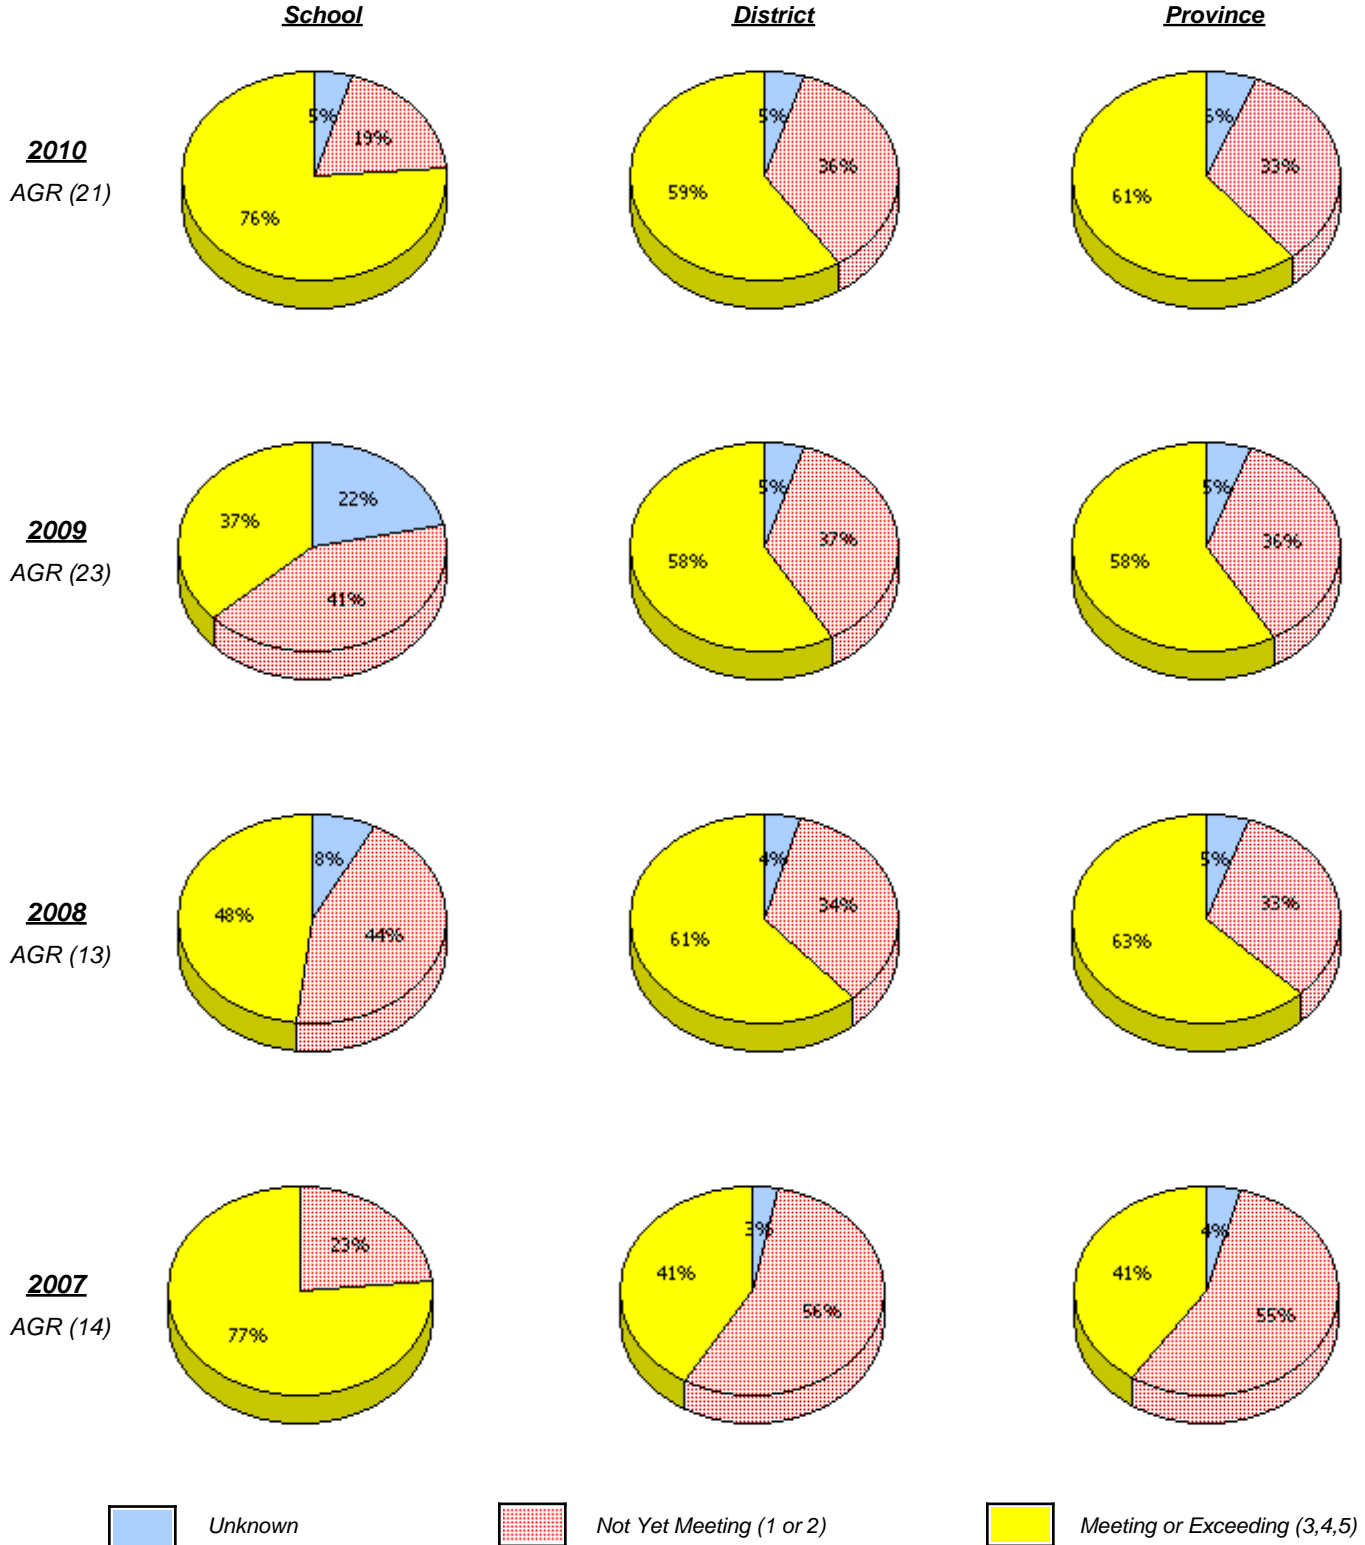 School District Province
5% 19% 76%
5% 36% 59%
6% 33% 61%
2010
AGR (21)
22% 41% 37%
5% 37% 58%
5% 36% 58%
2009
AGR (23)
8% 44% 48%
4% 34% 61%
5% 33% 63%
2008
AGR (13)
23% 77%
3% 56% 41%
4% 55% 41%
2007
AGR (14)
Unknown Not Yet Meeting (1 or 2) Meeting or Exceeding (3,4,5)